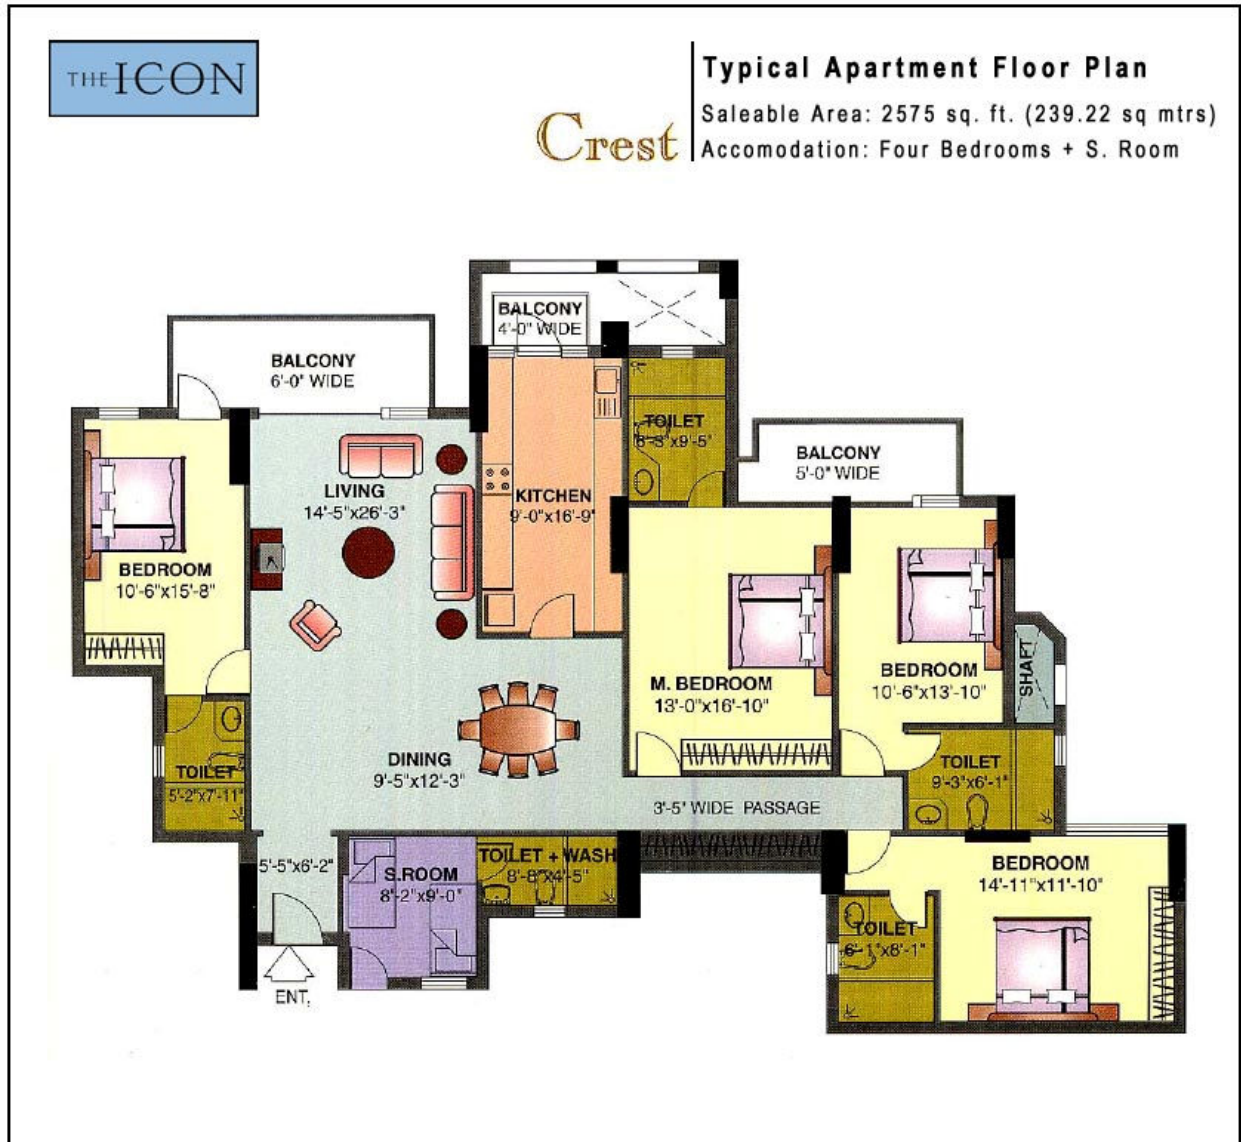 THE ICON
Typical Apartment Floor Plan
Crest
Saleable Area: 2575 sq. ft. (239.22 sq mtrs)
Accomodation: Four Bedrooms + S. Room
BALCONY
4'-0" WIDE
BALCONY
6'-0" WIDE
TOILET
9'-5"
BALCONY
5'-0" WIDE
LIVING
14'-5"x26'-3"
KITCHEN
9'-0"x16'-9"
BEDROOM
10'-6"x15'-8"
M. BEDROOM
13'-0"x16'-10"
BEDROOM
10'-6"x13'-10"
SHAFT
DINING
9'-5"x12'-3"
TOILET
5'-2"x7'-11"
TOILET
9'-3"x6'-1"
3'-5" WIDE PASSAGE
5'-5"x6'-2"
S.ROOM
8'-2"x9'-0"
TOILET + WASH
8'-8"x4'-5"
BEDROOM
14'-11"x11'-10"
TOILET
6'-1"x8'-1"
ENT,